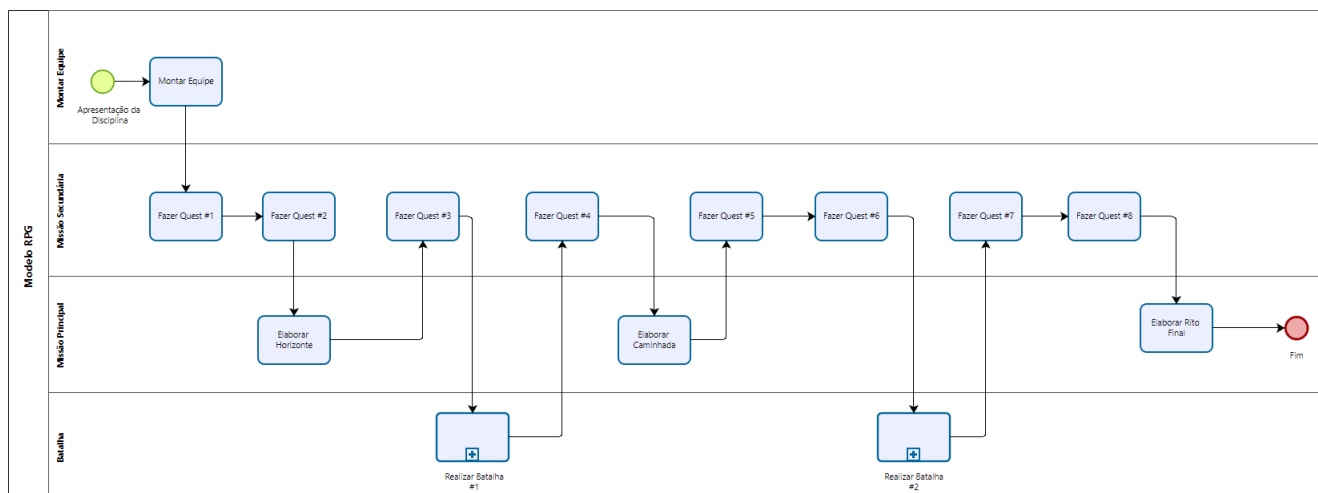 Modelo RPG
Montar Equipe
Apresentação da
Disciplina
Montar Equipe
Missão Secundária
Fazer Quest #1
Fazer Quest #2
Fazer Quest #3
Fazer Quest #4
Fazer Quest #5
Fazer Quest #6
Fazer Quest #7
Fazer Quest #8
Missão Principal
Elaborar
Horizonte
Elaborar
Caminhada
Elaborar Rito
Final
Fim
Batalha
Realizar Batalha
#1
Realizar Batalha
#2